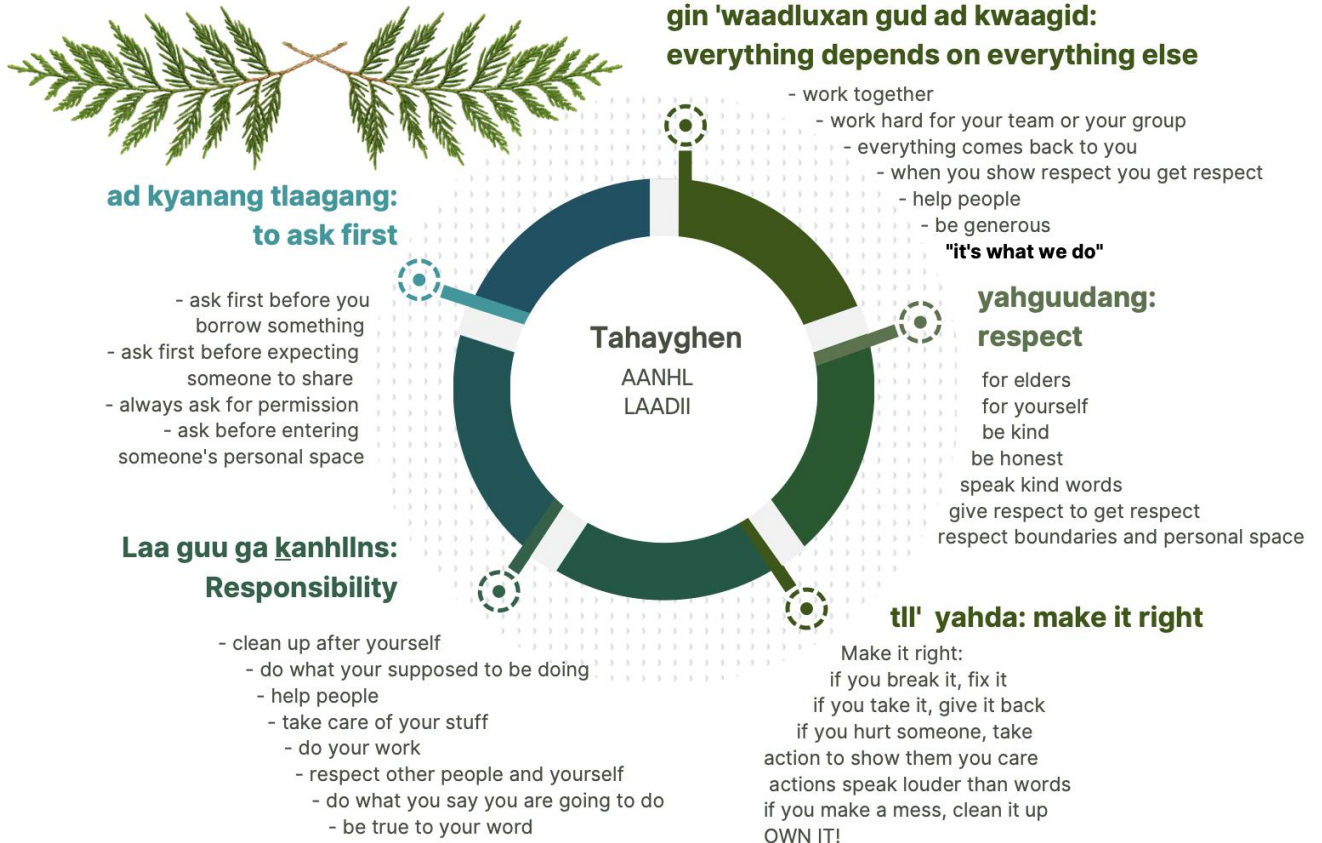 gin 'waadluxan gud ad kwaagid:
everything depends on everything else
- work together
- work hard for your team or your group
- everything comes back to you
- when you show respect you get respect
- help people
- be generous
"it's what we do"
yahguudang:
respect
for elders
for yourself
be kind
be honest
speak kind words
give respect to get respect
respect boundaries and personal space
tll'  yahda: make it right
Make it right:
if you break it, fix it
if you take it, give it back
if you hurt someone, take
action to show them you care
actions speak louder than words
if you make a mess, clean it up
OWN IT!
Laa guu ga ḵanhllns:
Responsibility
- clean up after yourself
- do what your supposed to be doing
- help people
- take care of your stuff
- do your work
- respect other people and yourself
- do what you say you are going to do
- be true to your word
ad kyanang tlaagang:
to ask first
- ask first before you
borrow something
- ask first before expecting
someone to share
- always ask for permission
- ask before entering
someone's personal space
Tahayghen
AANHL
LAADII